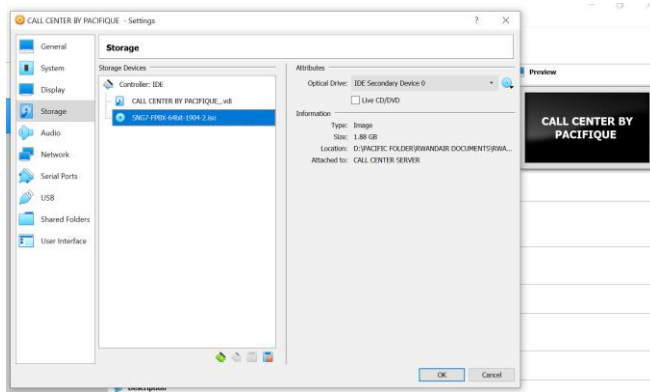 CALL CENTER BY PACIFIQUE - Settings
? ×
General
System
Display
Storage
Audio
Network
Serial Ports
USB
Shared Folders
User Interface
Storage
Storage Devices
Controller: IDE
CALL CENTER BY PACIFIQUE_.vdi
SNG7-FPBX-64bit-1904-2.iso
Attributes
Optical Drive: IDE Secondary Device 0
Live CD/DVD
Information
Type: Image
Size: 1.88 GB
Location: D:\PACIFIC FOLDER\RWANDAIR DOCUMENTS\RWA...
Attached to: CALL CENTER SERVER
OK Cancel
Preview
CALL CENTER BY
PACIFIQUE
Description